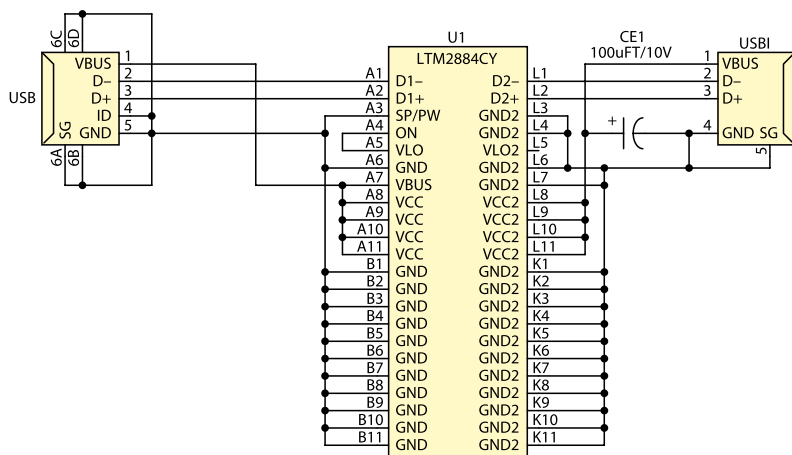 6C
6D
USB
VBUS 1
D− 2
D+ 3
ID 4
GND 5
SG
6A
6B
U1
LTM2884CY
A1 D1− D2− L1
A2 D1+ D2+ L2
A3 SP/PW GND2 L3
A4 ON GND2 L4
A5 VLO VLO2 L5
A6 GND GND2 L6
A7 VBUS GND2 L7
A8 VCC VCC2 L8
A9 VCC VCC2 L9
A10 VCC VCC2 L10
A11 VCC VCC2 L11
B1 GND GND2 K1
B2 GND GND2 K2
B3 GND GND2 K3
B4 GND GND2 K4
B5 GND GND2 K5
B6 GND GND2 K6
B7 GND GND2 K7
B8 GND GND2 K8
B9 GND GND2 K9
B10 GND GND2 K10
B11 GND GND2 K11
CE1
100uFT/10V
+
USBI
1 VBUS
2 D−
3 D+
4 GND SG
5